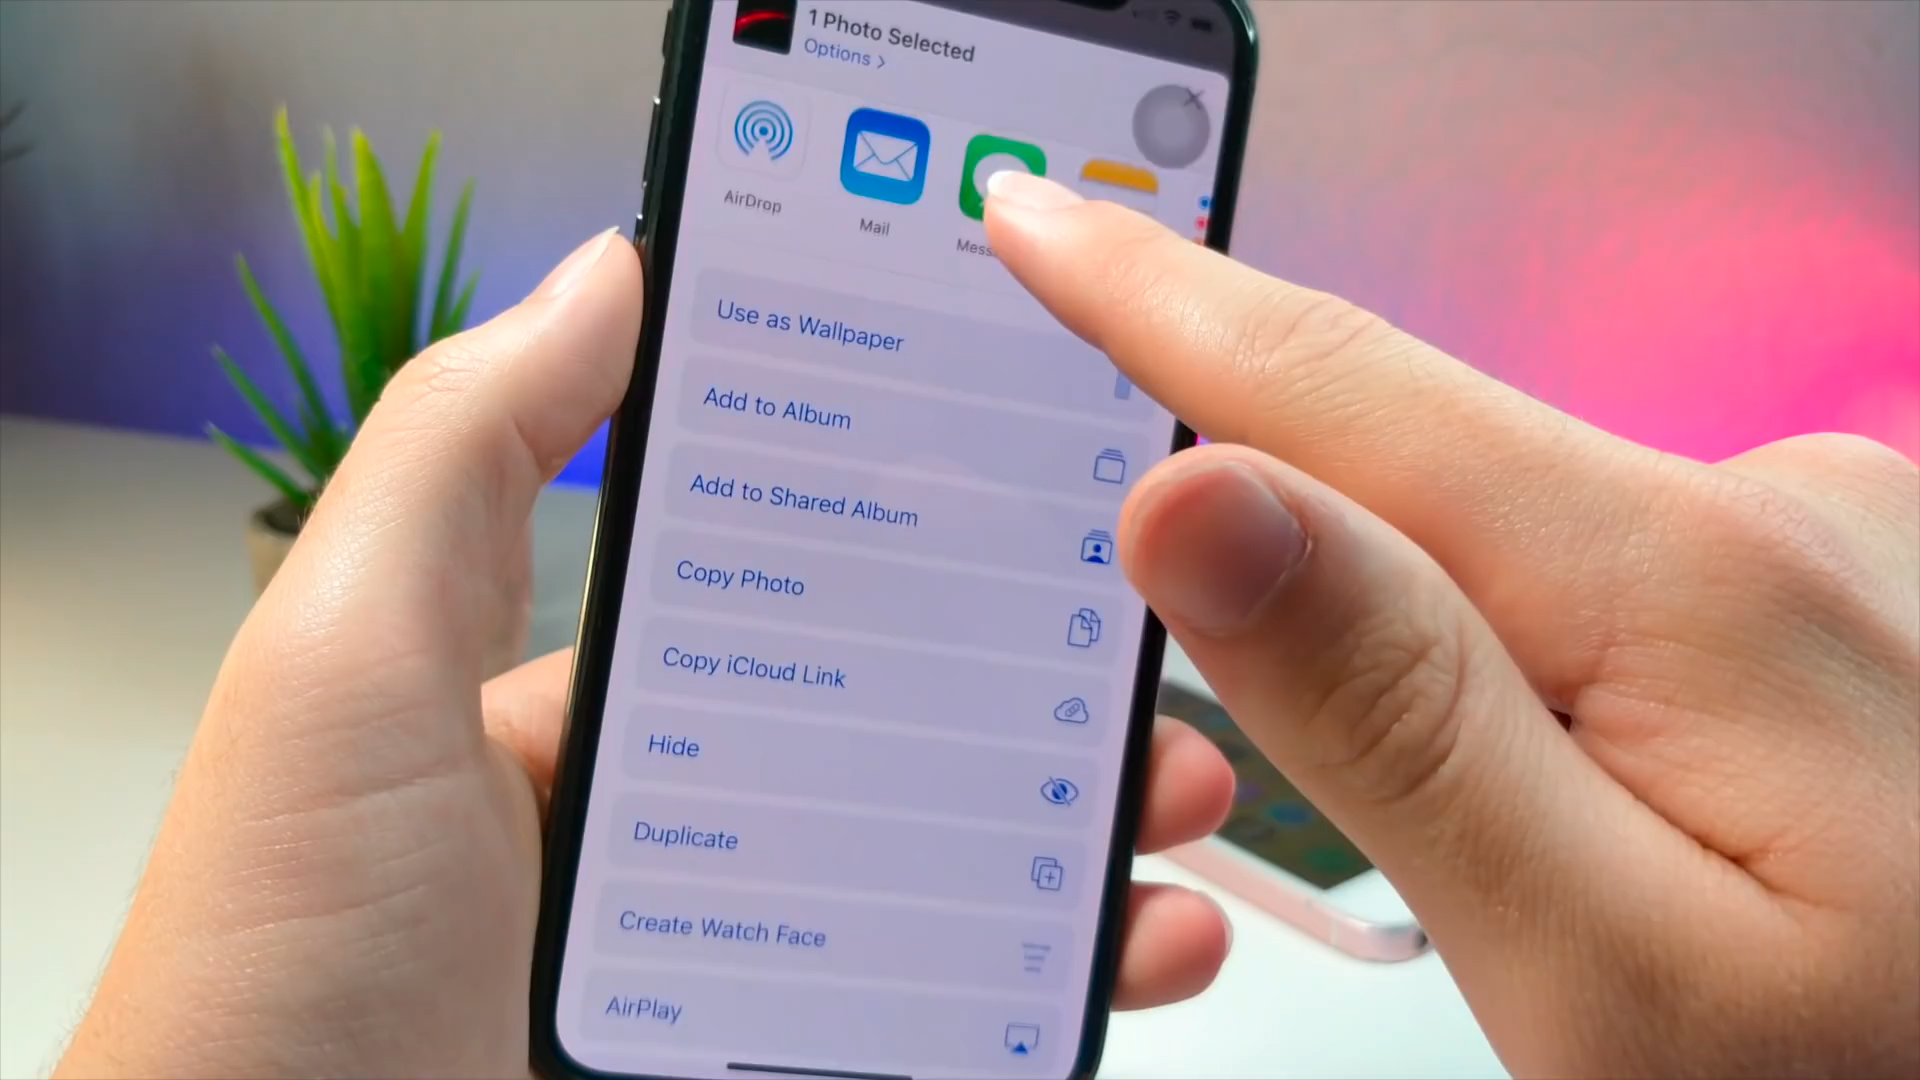 1 Photo Selected
Options >
AirDrop
Mail
Use as Wallpaper
Add to Album
Add to Shared Album
Copy Photo
Copy iCloud Link
Hide
Duplicate
Create Watch Face
AirPlay